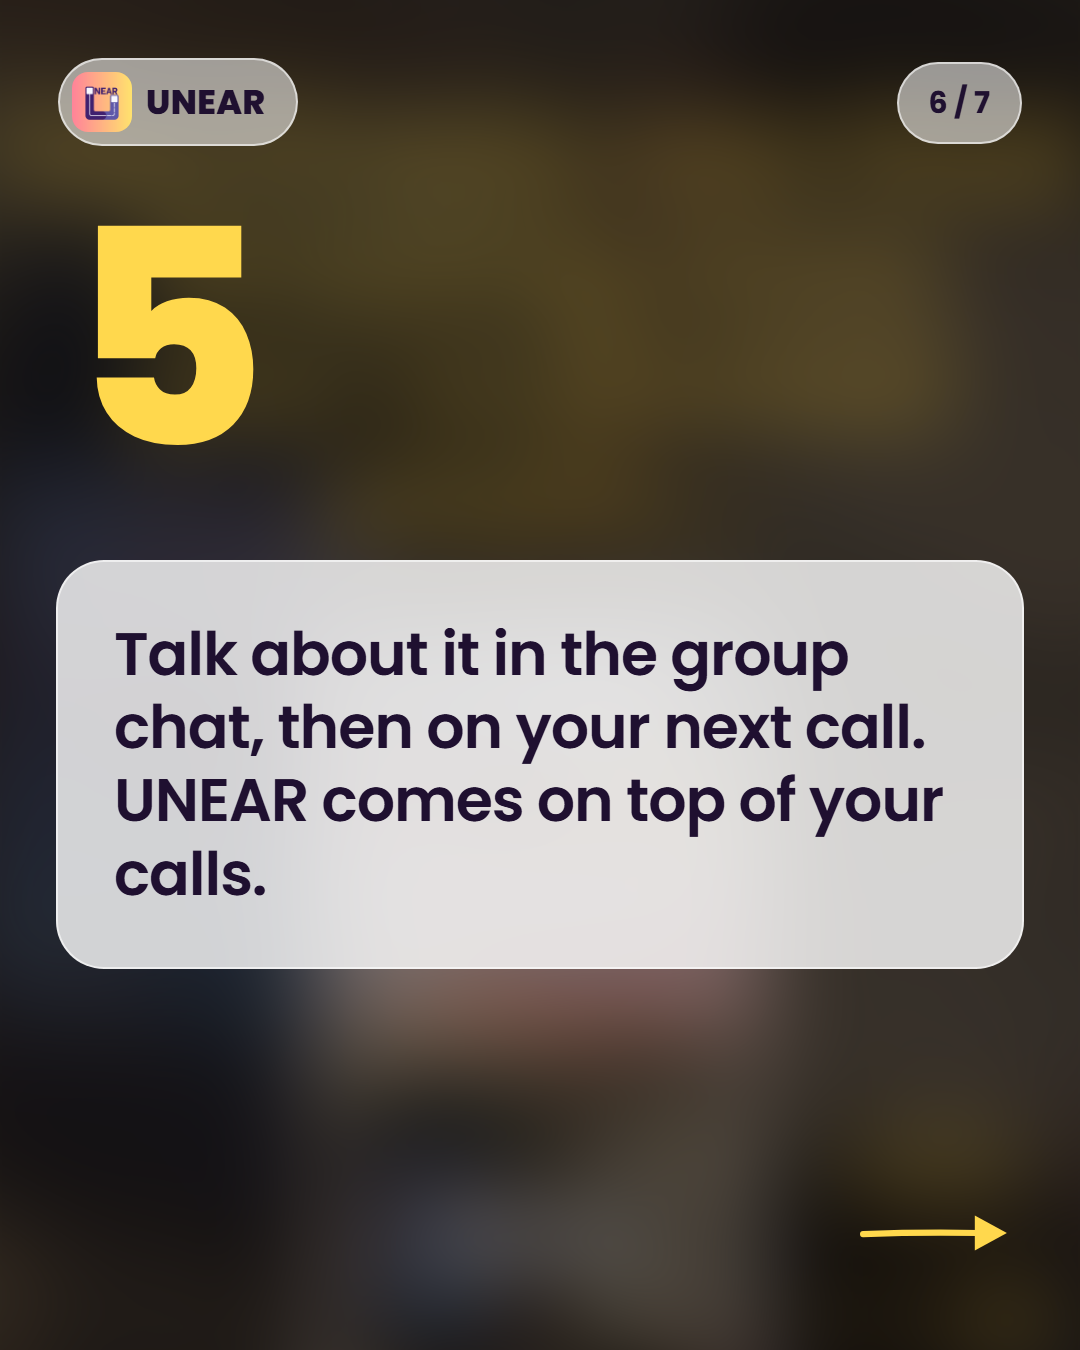 NEAR
UNEAR
6 / 7
5
Talk about it in the group
chat, then on your next call.
UNEAR comes on top of your
calls.